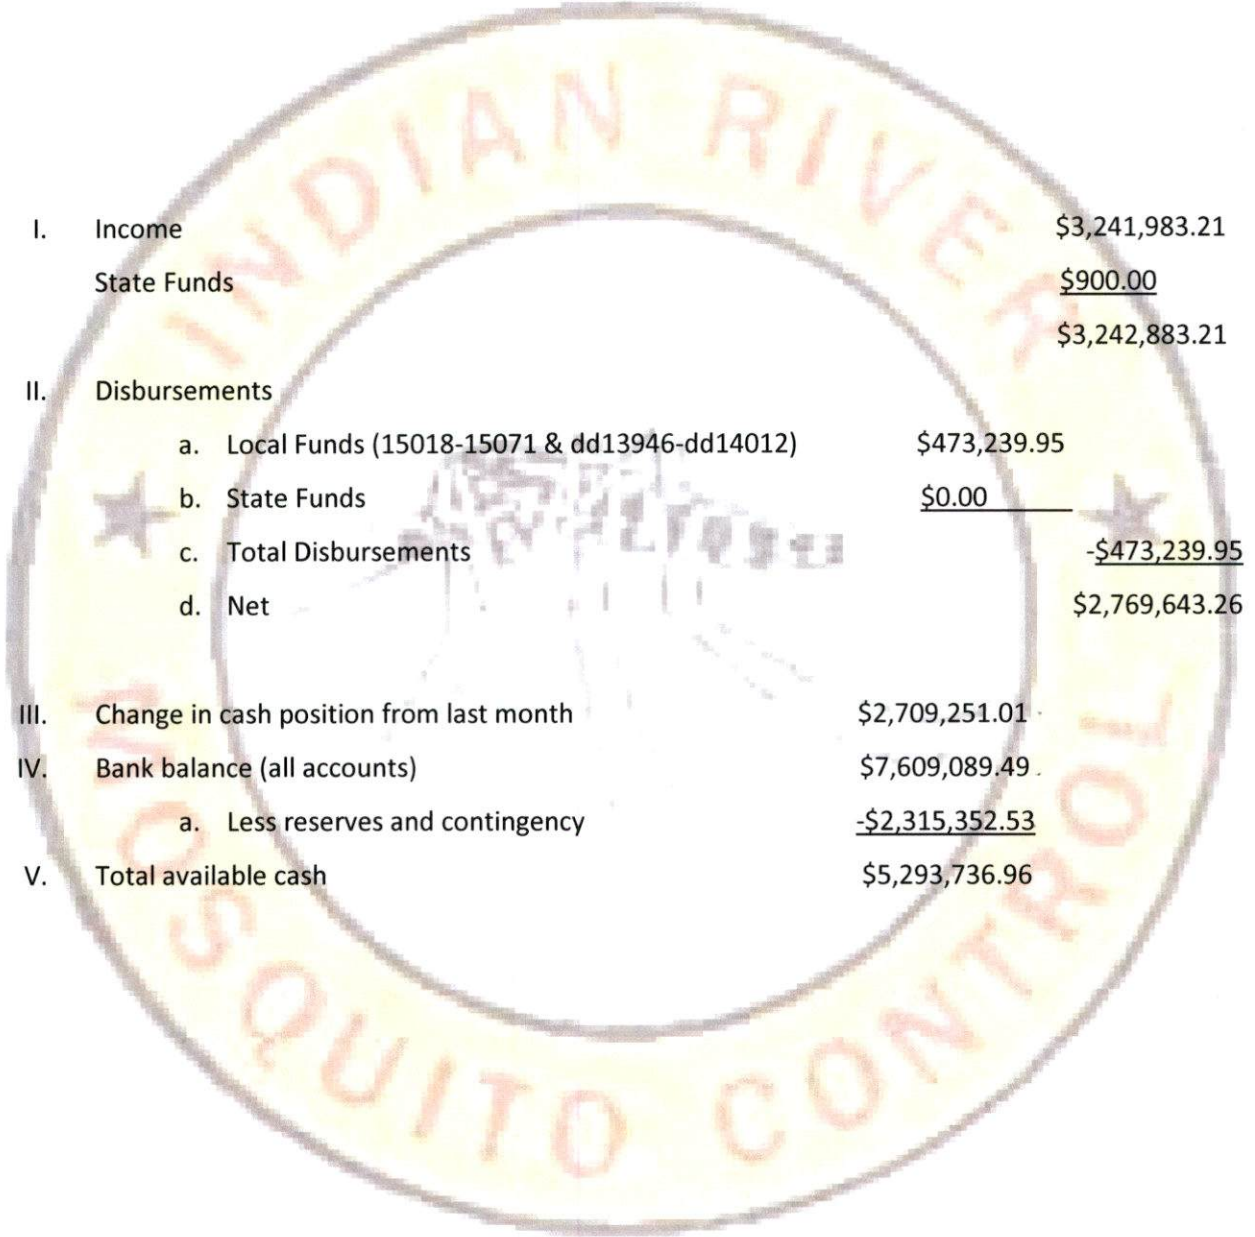 INDIAN RIVER
I. Income $3,241,983.21
State Funds $900.00
$3,242,883.21
II. Disbursements
a. Local Funds (15018-15071 & dd13946-dd14012) $473,239.95
b. State Funds $0.00
c. Total Disbursements -$473,239.95
d. Net $2,769,643.26
III. Change in cash position from last month $2,709,251.01
IV. Bank balance (all accounts) $7,609,089.49
a. Less reserves and contingency -$2,315,352.53
V. Total available cash $5,293,736.96
MOSQUITO CONTROL